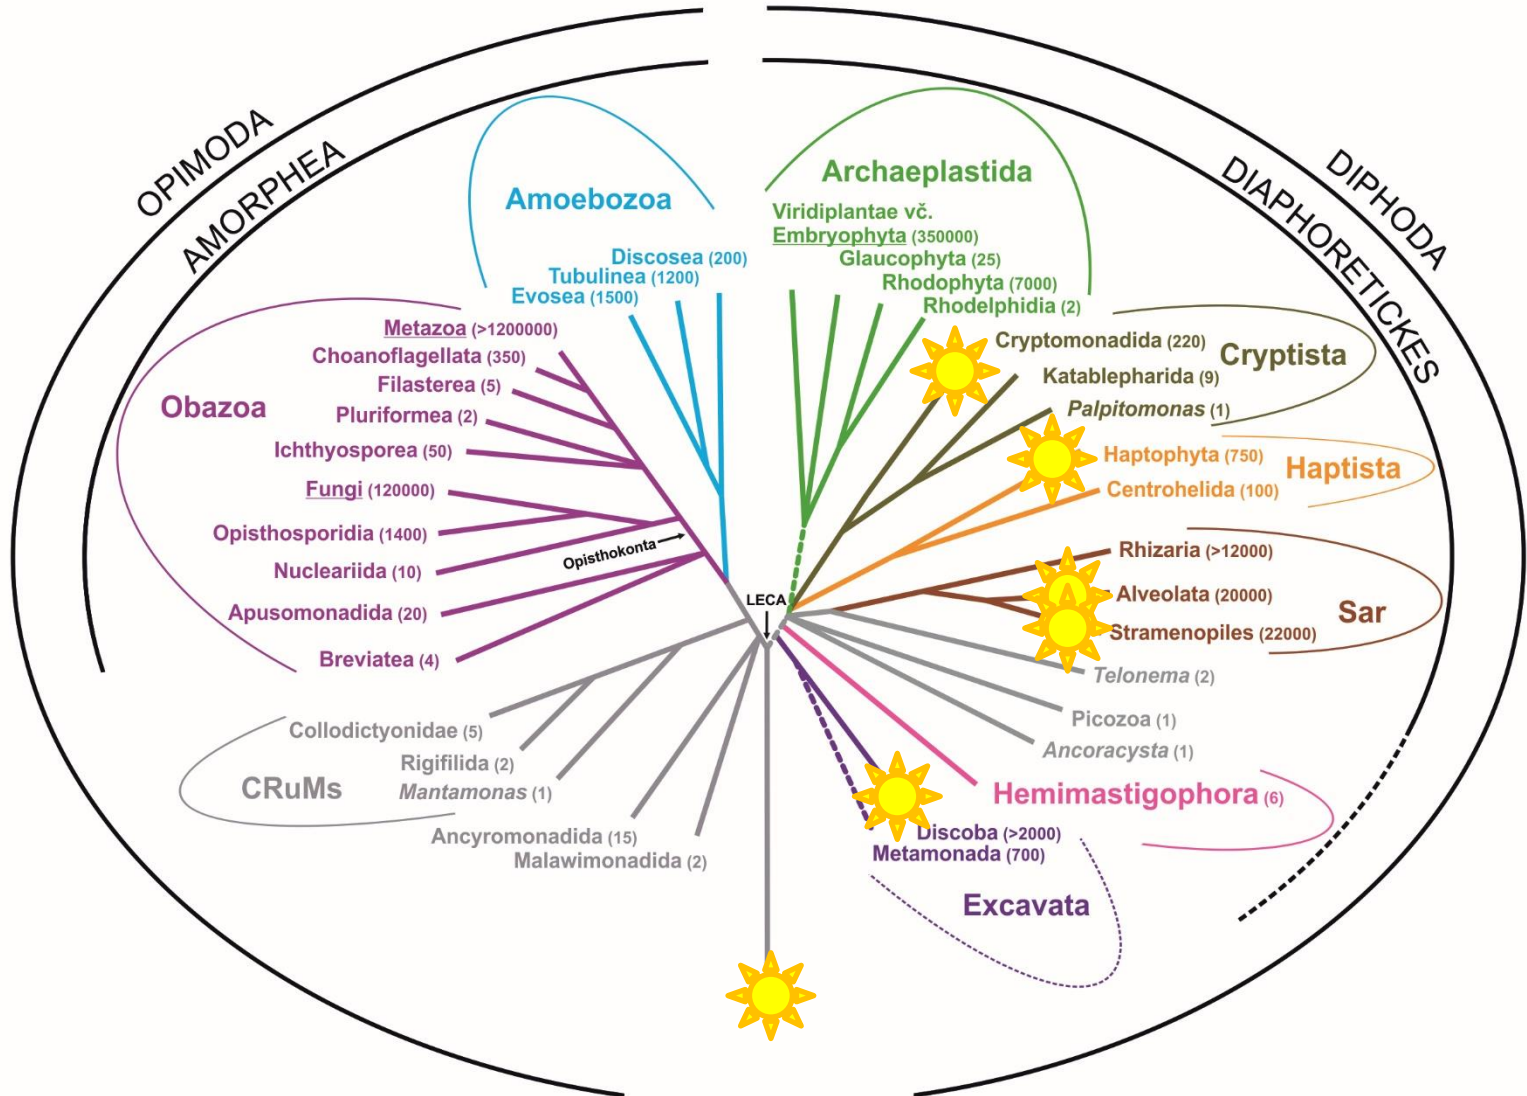 OPIMODA
AMORPHEA
DIPHODA
DIAPHORETICKES
Amoebozoa
Discosea (200)
Tubulinea (1200)
Evosea (1500)
Archaeplastida
Viridiplantae vč.
Embryophyta (350000)
Glaucophyta (25)
Rhodophyta (7000)
Rhodelphidia (2)
Obazoa
Metazoa (>1200000)
Choanoflagellata (350)
Filasterea (5)
Pluriformea (2)
Ichthyosporea (50)
Fungi (120000)
Opisthosporidia (1400)
Nucleariida (10)
Apusomonadida (20)
Breviatea (4)
Opisthokonta
LECA
Cryptista
Cryptomonadida (220)
Katablepharida (9)
Palpitomonas (1)
Haptista
Haptophyta (750)
Centrohelida (100)
Sar
Rhizaria (>12000)
Alveolata (20000)
Stramenopiles (22000)
Telonema (2)
Picozoa (1)
Ancoracysta (1)
Hemimastigophora (6)
Discoba (>2000)
Metamonada (700)
Excavata
CRuMs
Collodictyonidae (5)
Rigifilida (2)
Mantamonas (1)
Ancyromonadida (15)
Malawimonadida (2)